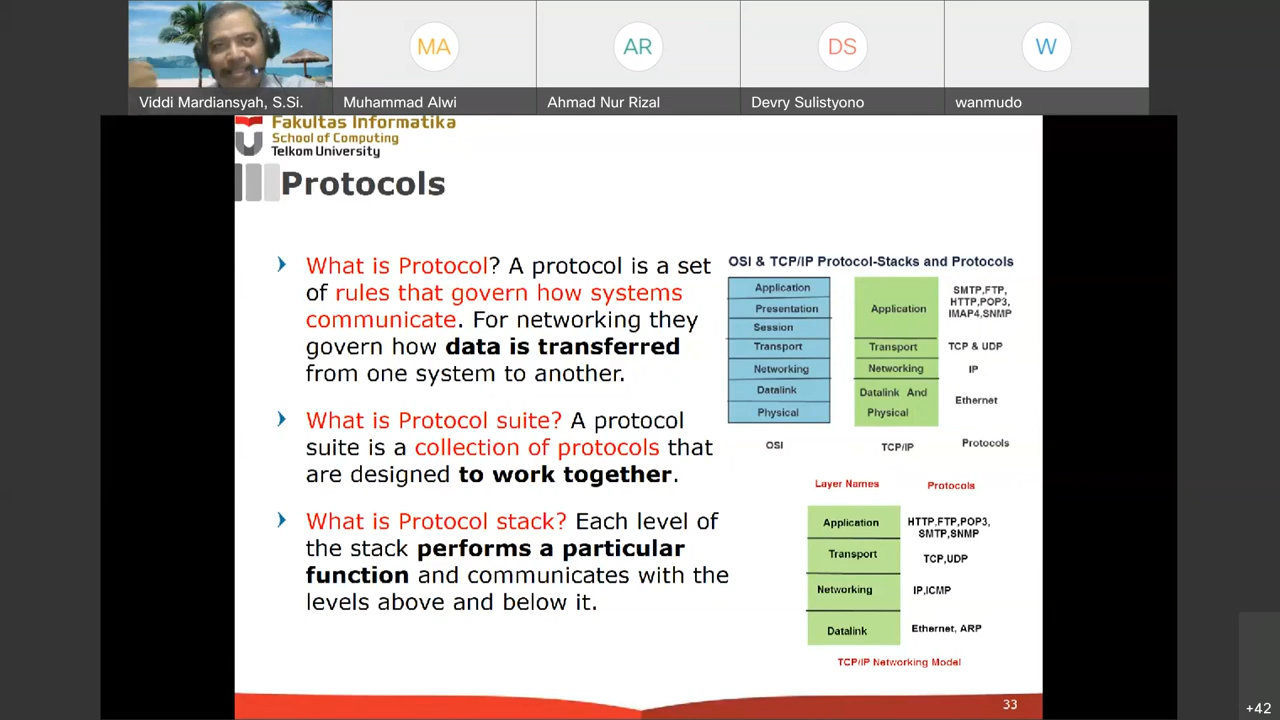 MA
AR
DS
W
Viddi Mardiansyah, S.Si.
Muhammad Alwi
Ahmad Nur Rizal
Devry Sulistyono
wanmudo
Fakultas Informatika
School of Computing
Telkom University
Protocols
What is Protocol? A protocol is a set
of rules that govern how systems
communicate. For networking they
govern how data is transferred
from one system to another.
What is Protocol suite? A protocol
suite is a collection of protocols that
are designed to work together.
What is Protocol stack? Each level of
the stack performs a particular
function and communicates with the
levels above and below it.
OSI & TCP/IP Protocol-Stacks and Protocols
Application
Presentation
Session
Transport
Networking
Datalink
Physical
OSI
Application
Transport
Networking
Datalink And
Physical
TCP/IP
SMTP,FTP,
HTTP,POP3,
IMAP4,SNMP
TCP & UDP
IP
Ethernet
Protocols
Layer Names
Protocols
Application
HTTP,FTP,POP3,
SMTP,SNMP
Transport
TCP,UDP
Networking
IP,ICMP
Datalink
Ethernet, ARP
TCP/IP Networking Model
33
+42